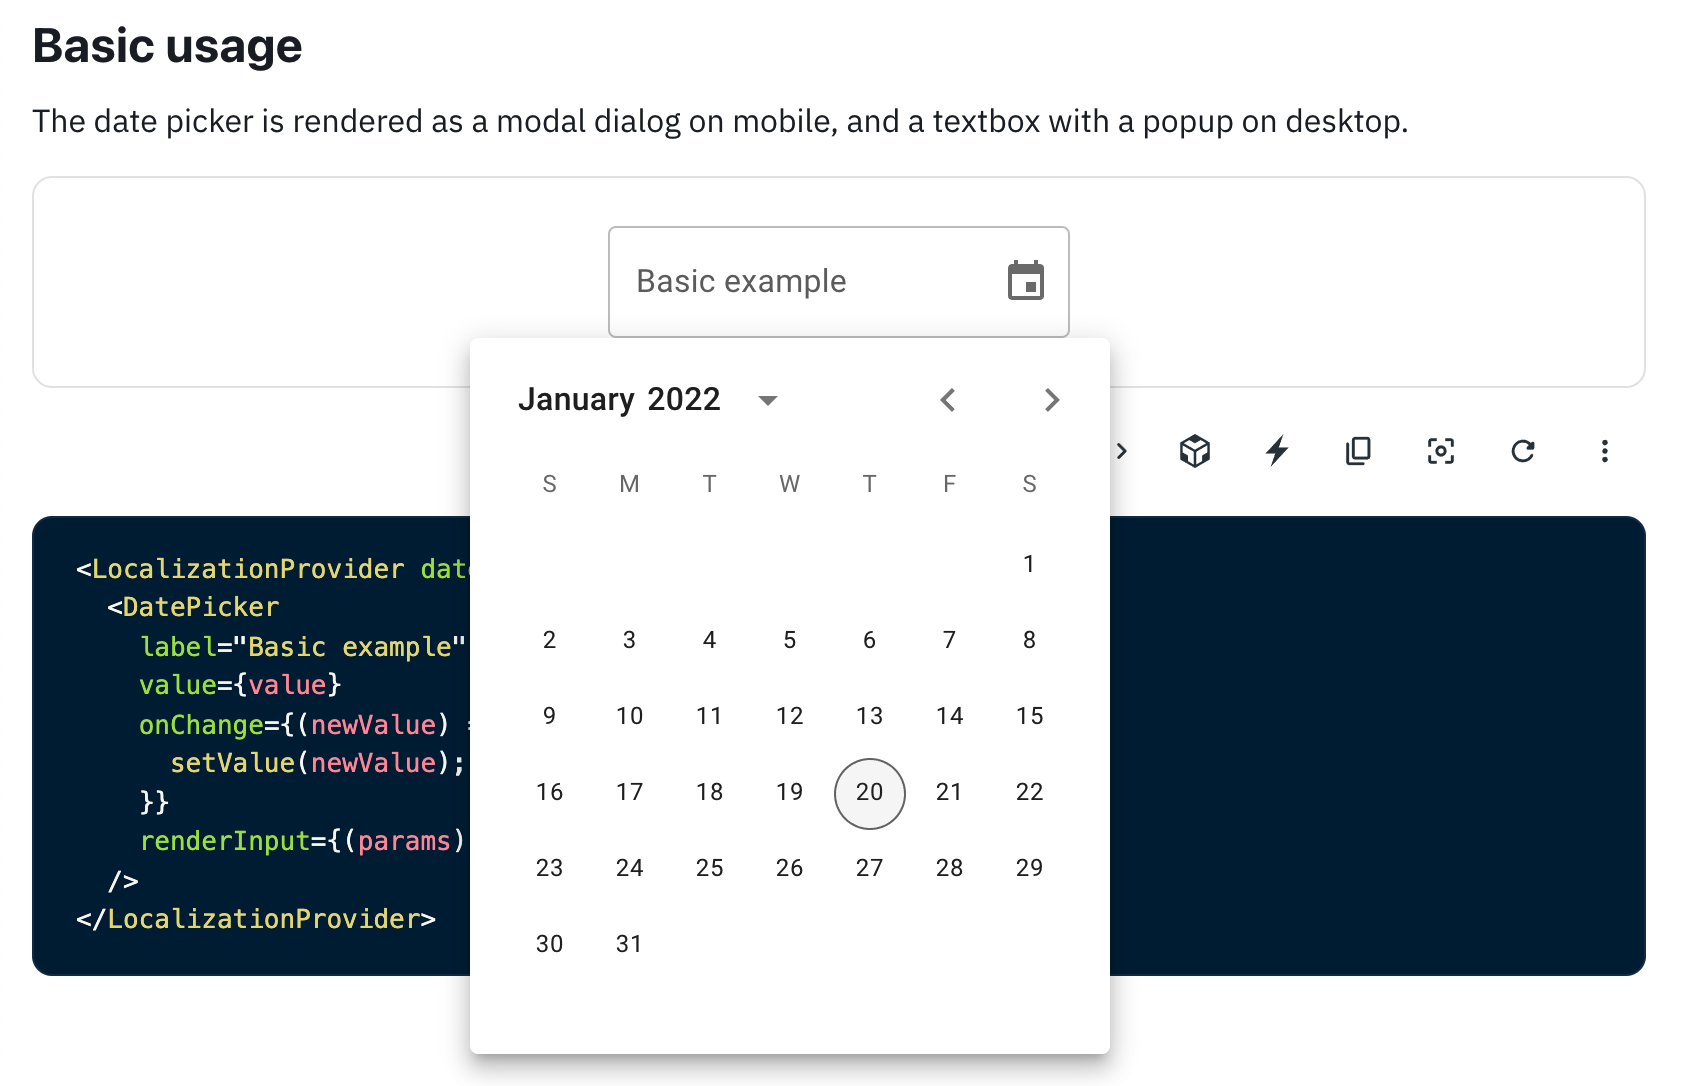 Basic usage
The date picker is rendered as a modal dialog on mobile, and a textbox with a popup on desktop.
Basic example
January 2022
S M T W T F S
1
2 3 4 5 6 7 8
9 10 11 12 13 14 15
16 17 18 19 20 21 22
23 24 25 26 27 28 29
30 31
<LocalizationProvider
<DatePicker
label="Basic example"
value={value}
onChange={(newValue)
setValue(newValue);
}}
renderInput={(params)
/>
</LocalizationProvider>